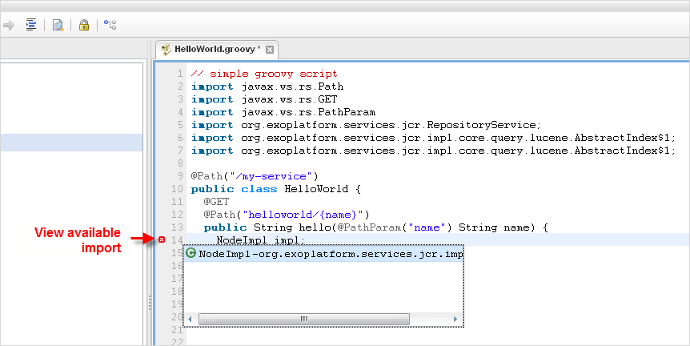 HelloWorld.groovy *
1 // simple groovy script
2 import javax.vs.rs.Path
3 import javax.vs.rs.GET
4 import javax.vs.rs.PathParam
5 import org.exoplatform.services.jcr.RepositoryService;
6 import org.exoplatform.services.jcr.impl.core.query.lucene.AbstractIndex$1;
7 import org.exoplatform.services.jcr.impl.core.query.lucene.AbstractIndex$1;
8
9 @Path("/my-service")
10 public class HelloWorld {
11 @GET
12 @Path("helloworld/{name}")
13 public String hello(@PathParam("name") String name) {
View available
import
14 NodeImpl impl;
15 NodeImpl-org.exoplatform.services.jcr.imp
16
17
18
19
20
21
22